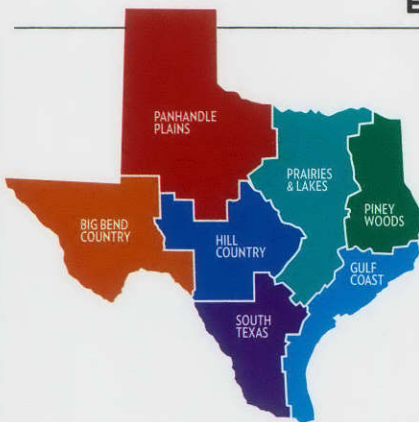 PANHANDLE
PLAINS
PRAIRIES
& LAKES
PINEY
WOODS
BIG BEND
COUNTRY
HILL
COUNTRY
GULF
COAST
SOUTH
TEXAS